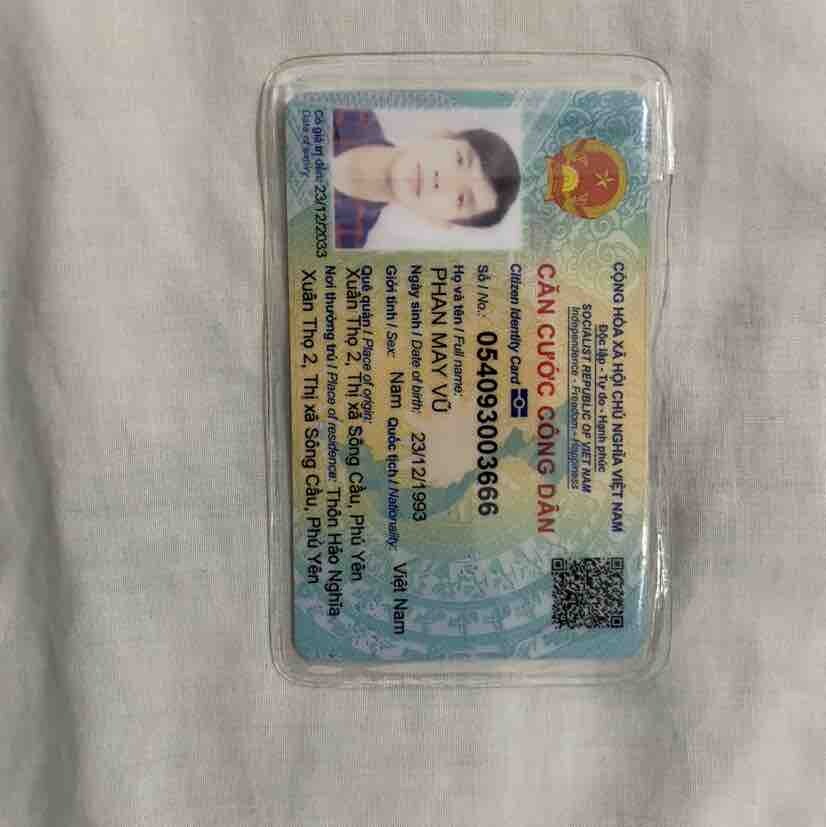 CỘNG HÒA XÃ HỘI CHỦ NGHĨA VIỆT NAM
Độc lập - Tự do - Hạnh phúc
SOCIALIST REPUBLIC OF VIET NAM
Independence - Freedom - Happiness
CĂN CƯỚC CÔNG DÂN
Citizen Identity Card
Số / No.: 054093003666
Họ và tên / Full name:
PHAN MAY VŨ
Ngày sinh / Date of birth: 23/12/1993
Giới tính / Sex: Nam Quốc tịch / Nationality: Việt Nam
Quê quán / Place of origin:
Xuân Thọ 2, Thị xã Sông Cầu, Phú Yên
Nơi thường trú / Place of residence: Thôn Hảo Nghĩa
Xuân Thọ 2, Thị xã Sông Cầu, Phú Yên
Có giá trị đến: 23/12/2033
Date of expiry